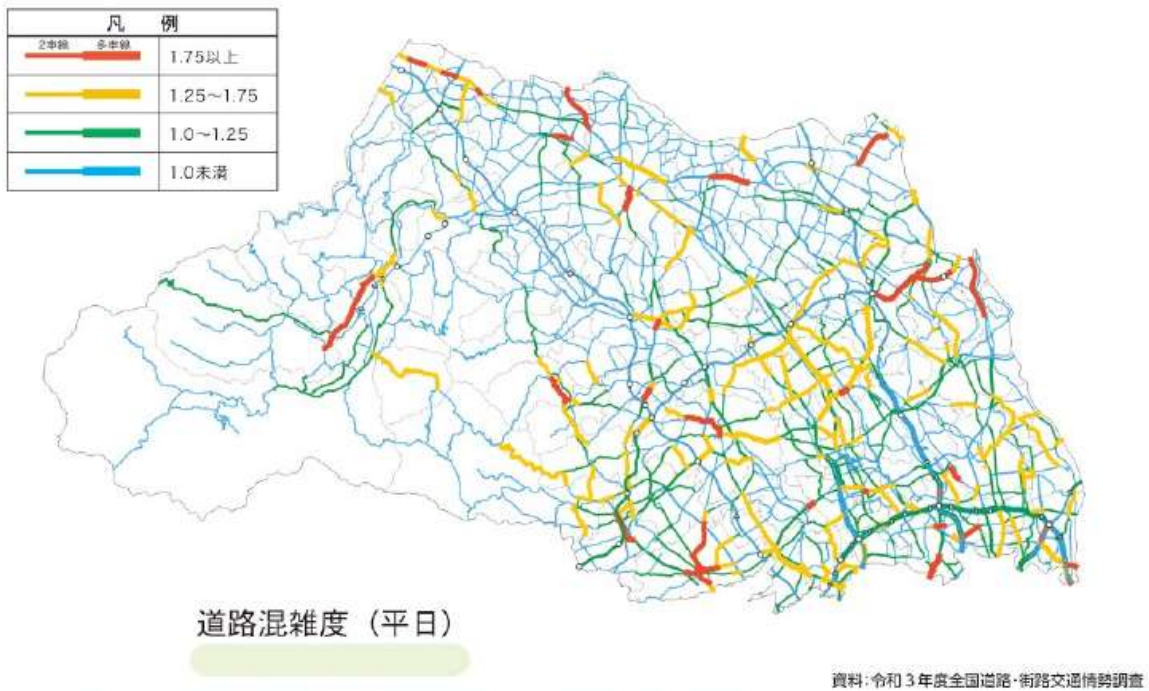 凡 例
2車線 多車線
1.75以上
1.25～1.75
1.0～1.25
1.0未満
道路混雑度（平日）
資料：令和３年度全国道路・街路交通情勢調査